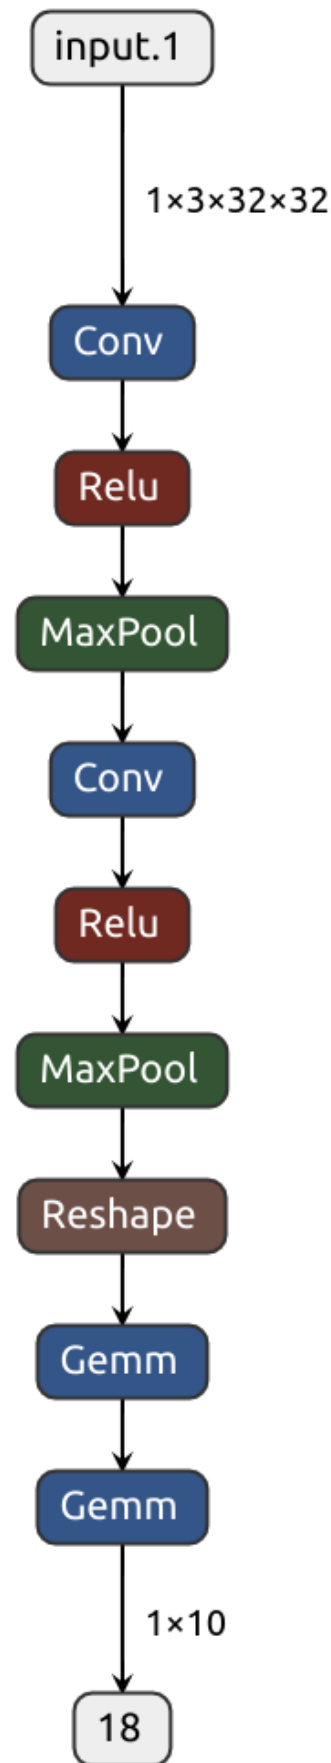 input.1
1×3×32×32
Conv
Relu
MaxPool
Conv
Relu
MaxPool
Reshape
Gemm
Gemm
1×10
18